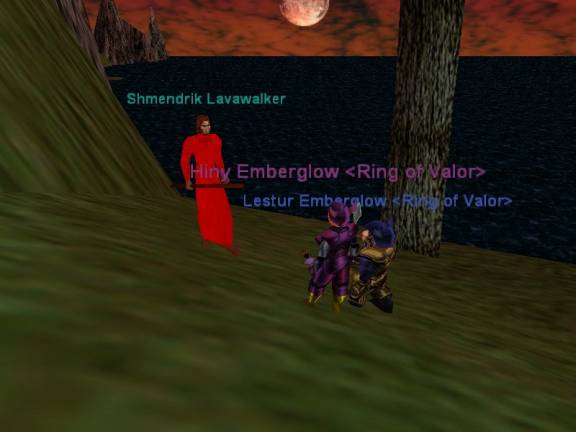 Shmendrik Lavawalker
Hiny Emberglow <Ring of Valor>
Lestur Emberglow <Ring of Valor>